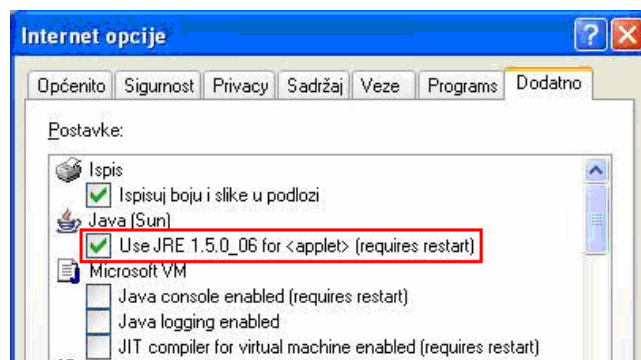 Internet opcije
Općenito Sigurnost Privacy Sadržaj Veze Programs Dodatno
Postavke:
Ispis
Ispisuj boju i slike u podlozi
Java (Sun)
Use JRE 1.5.0_06 for <applet> (requires restart)
Microsoft VM
Java console enabled (requires restart)
Java logging enabled
JIT compiler for virtual machine enabled (requires restart)